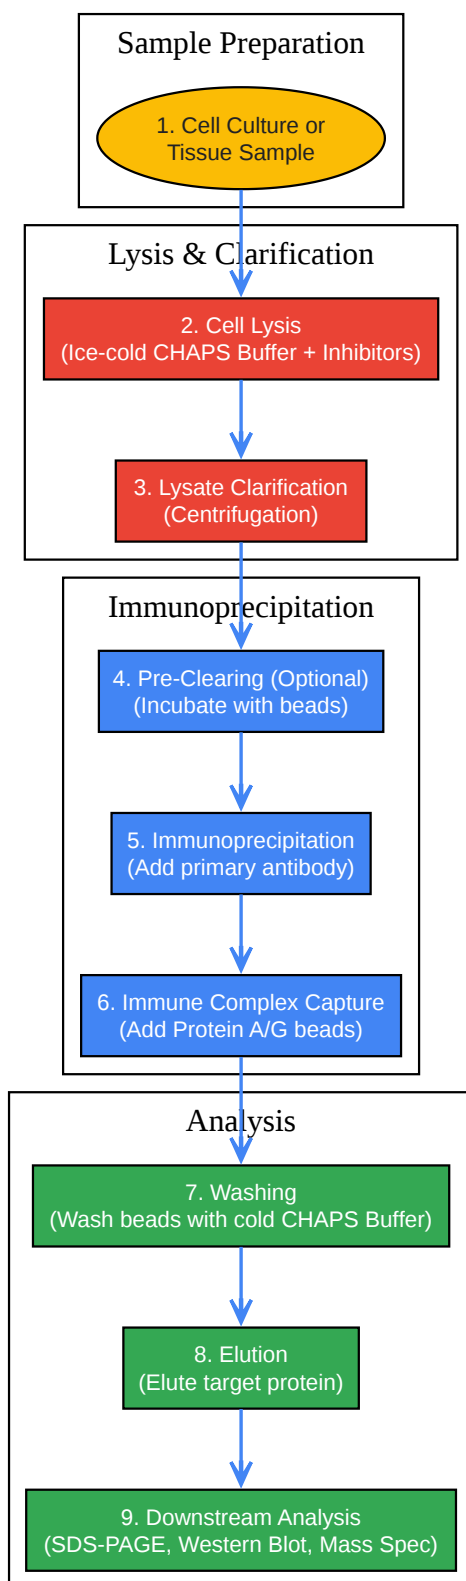 Sample Preparation
1. Cell Culture or
Tissue Sample
Lysis & Clarification
2. Cell Lysis
(Ice-cold CHAPS Buffer + Inhibitors)
3. Lysate Clarification
(Centrifugation)
Immunoprecipitation
4. Pre-Clearing (Optional)
(Incubate with beads)
5. Immunoprecipitation
(Add primary antibody)
6. Immune Complex Capture
(Add Protein A/G beads)
Analysis
7. Washing
(Wash beads with cold CHAPS Buffer)
8. Elution
(Elute target protein)
9. Downstream Analysis
(SDS-PAGE, Western Blot, Mass Spec)